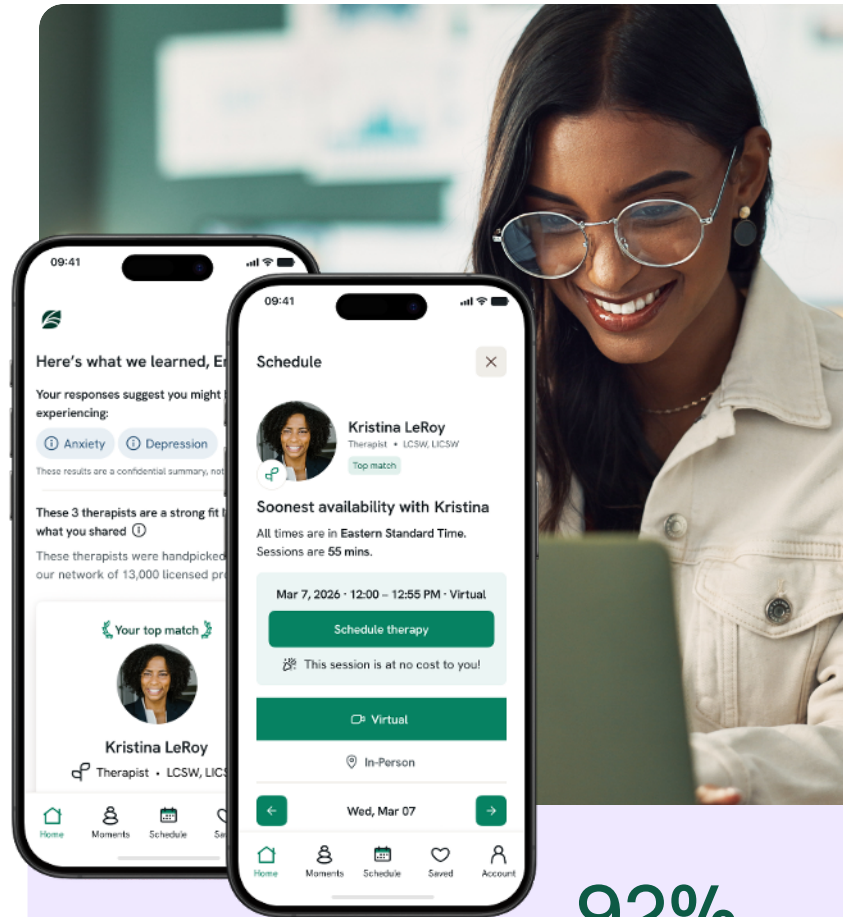 09:41
Here's what we learned,
Your responses suggest you might
experiencing:
Anxiety
Depression
These results are a confidential summary, not
These 3 therapists are a strong fit
what you shared
These therapists were handpicked
our network of 13,000 licensed
Your top match
Kristina LeRoy
Therapist • LCSW,
Home
Moments
Schedule
09:41
Schedule
Kristina LeRoy
Therapist • LCSW, LICSW
Top match
Soonest availability with Kristina
All times are in Eastern Standard Time.
Sessions are 55 mins.
Mar 7, 2026 · 12:00 – 12:55 PM · Virtual
Schedule therapy
This session is at no cost to you!
Virtual
In-Person
Wed, Mar 07
Home
Moments
Schedule
Saved
Account
92%